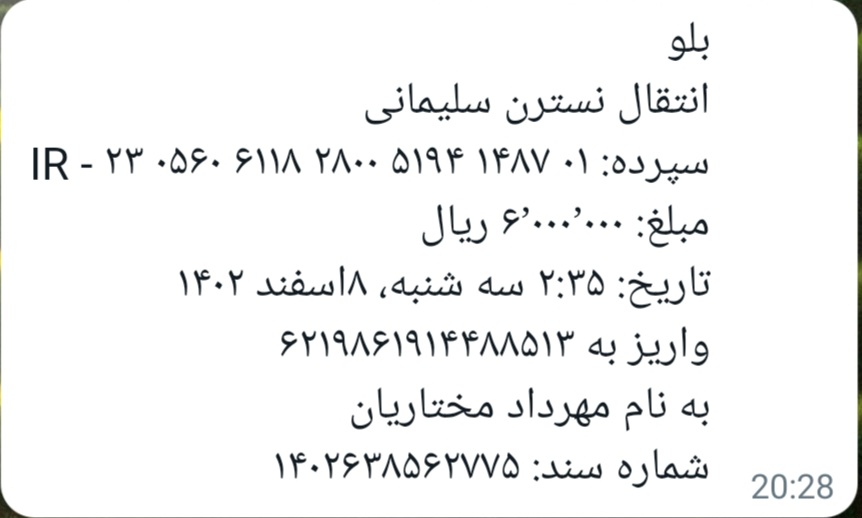 بلو
انتقال نسترن سلیمانی
سپرده: IR - ۲۳ ۰۵۶۰ ۶۱۱۸ ۲۸۰۰ ۵۱۹۴ ۱۴۸۷ ۰۱
مبلغ: ۶٬۰۰۰٬۰۰۰ ریال
تاریخ: ۲:۳۵ سه شنبه، ۸اسفند ۱۴۰۲
واریز به ۶۲۱۹۸۶۱۹۱۴۴۸۸۵۱۳
به نام مهرداد مختاریان
شماره سند: ۱۴۰۲۶۳۸۵۶۲۷۷۵
20:28